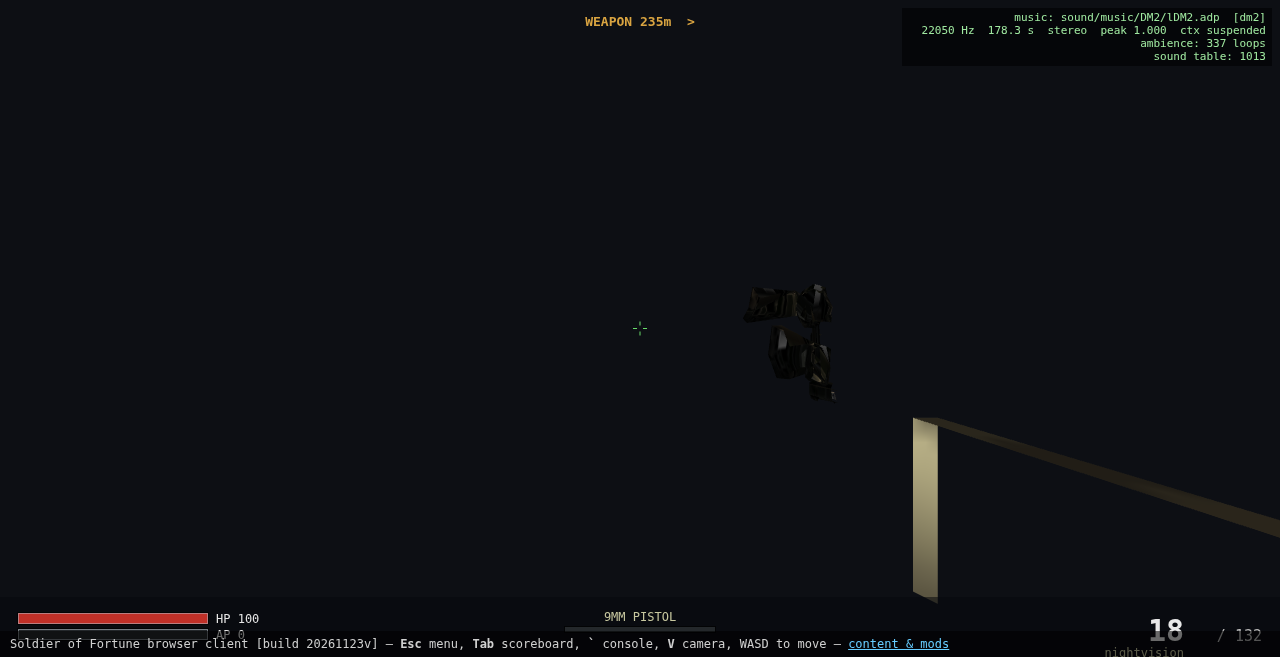 WEAPON 235m  >
music: sound/music/DM2/lDM2.adp  [dm2]
22050 Hz  178.3 s  stereo  peak 1.000  ctx suspended
ambience: 337 loops
sound table: 1013
HP 100
9MM PISTOL
AP 0
18 / 132
Soldier of Fortune browser client [build 20261123v] — Esc menu, Tab scoreboard, ` console, V camera, WASD to move — content & mods
nightvision